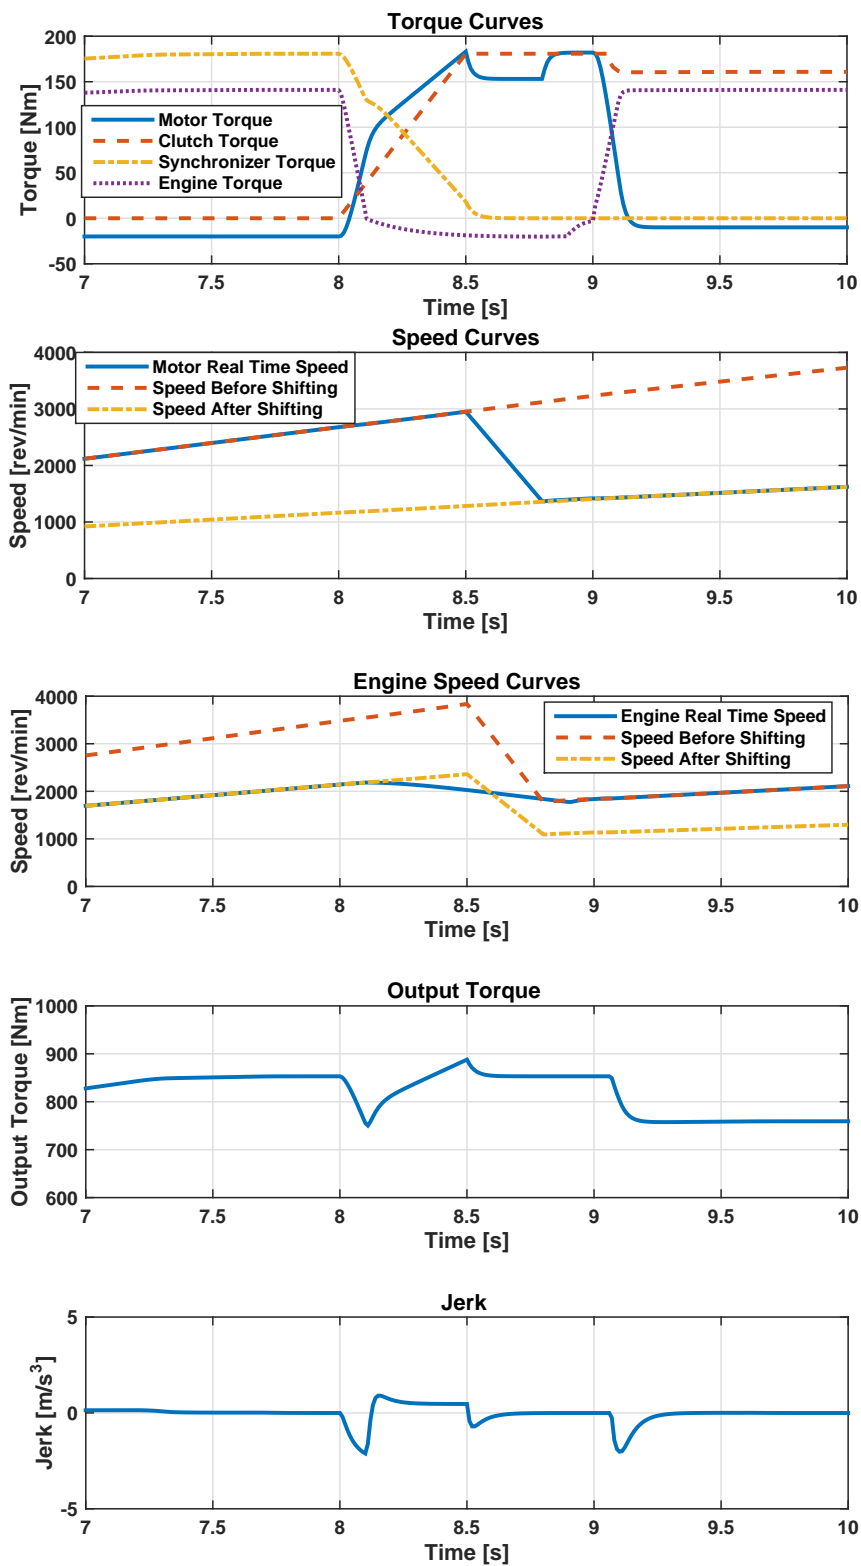 Torque Curves
Torque [Nm]
200
150
100
50
0
-50
Motor Torque
Clutch Torque
Synchronizer Torque
Engine Torque
7 8 8.5 9 9.5 10
Time [s]
Speed Curves
Speed [rev/min]
4000
3000
2000
1000
0
Motor Real Time Speed
Speed Before Shifting
Speed After Shifting
7 7.5 8 8.5 9 9.5 10
Time [s]
Engine Speed Curves
Speed [rev/min]
4000
3000
2000
1000
0
Engine Real Time Speed
Speed Before Shifting
Speed After Shifting
7 7.5 8 8.5 9 9.5 10
Time [s]
Output Torque
Output Torque [Nm]
1000
900
800
700
600
7 7.5 8 8.5 9 9.5 10
Time [s]
Jerk
Jerk [m/s³]
5
0
-5
7 7.5 8 8.5 9 9.5 10
Time [s]